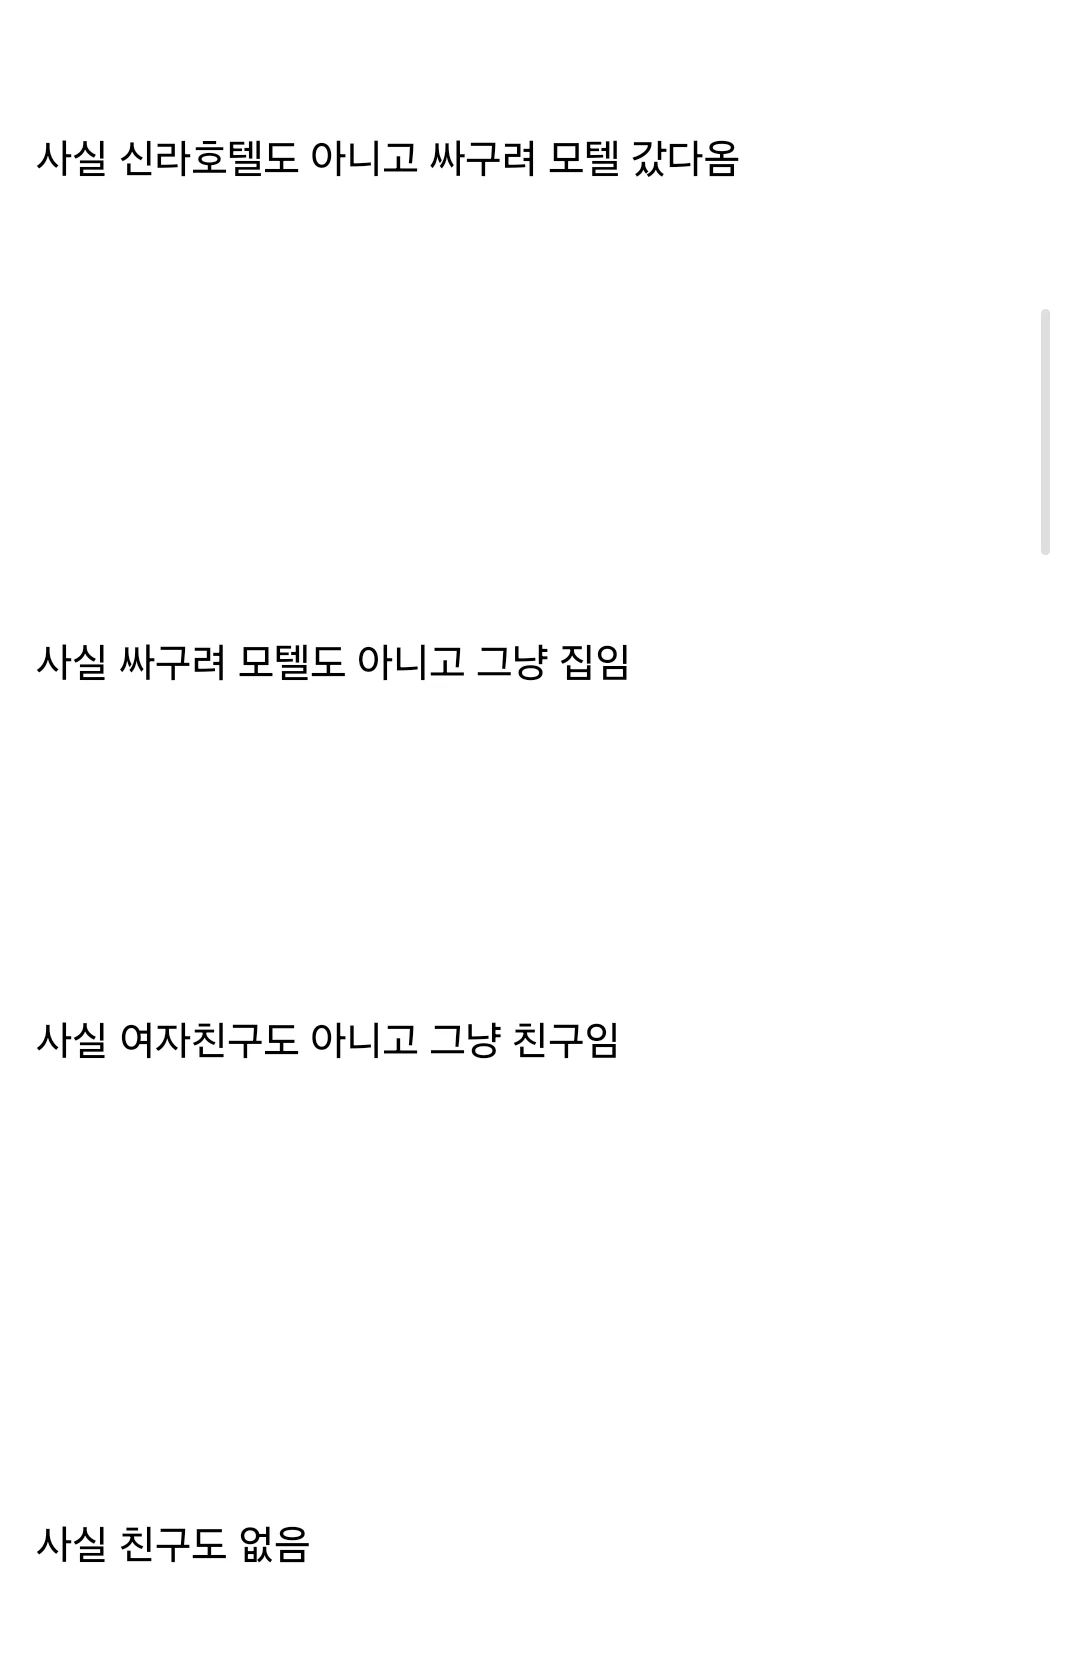 사실 신라호텔도 아니고 싸구려 모텔 갔다옴
사실 싸구려 모텔도 아니고 그냥 집임
사실 여자친구도 아니고 그냥 친구임
사실 친구도 없음